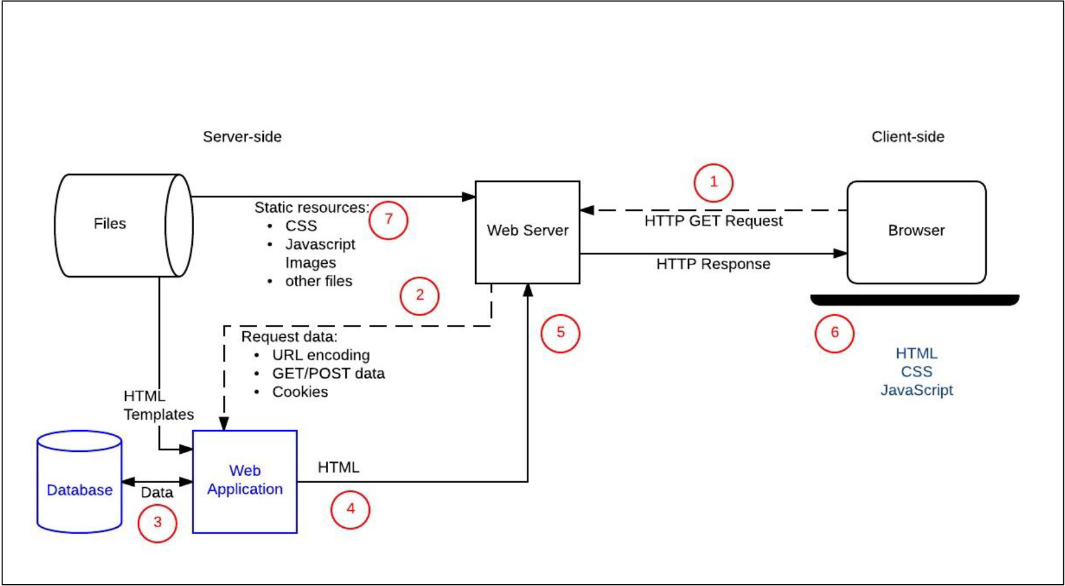 Server-side
Client-side
Files
Static resources:
• CSS
• Javascript
Images
• other files
7
Web Server
1
HTTP GET Request
HTTP Response
Browser
2
Request data:
• URL encoding
• GET/POST data
• Cookies
5
6
HTML
CSS
JavaScript
HTML
Templates
Database
Data
3
Web
Application
HTML
4